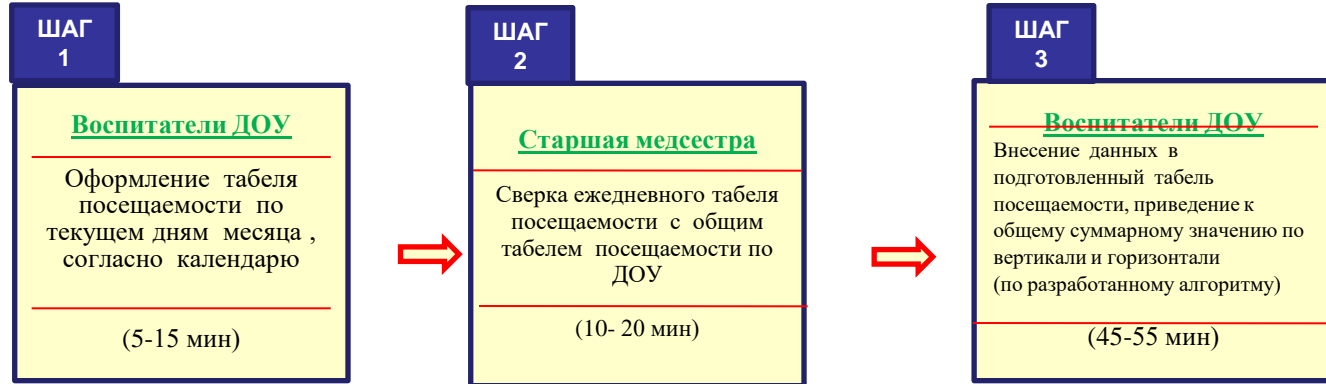 ШАГ
1
Воспитатели ДОУ
Оформление табеля
посещаемости по
текущем дням месяца ,
согласно календарю
(5-15 мин)
ШАГ
2
Старшая медсестра
Сверка ежедневного табеля
посещаемости с общим
табелем посещаемости по
ДОУ
(10- 20 мин)
ШАГ
3
Воспитатели ДОУ
Внесение данных в
подготовленный табель
посещаемости, приведение к
общему суммарному значению по
вертикали и горизонтали
(по разработанному алгоритму)
(45-55 мин)